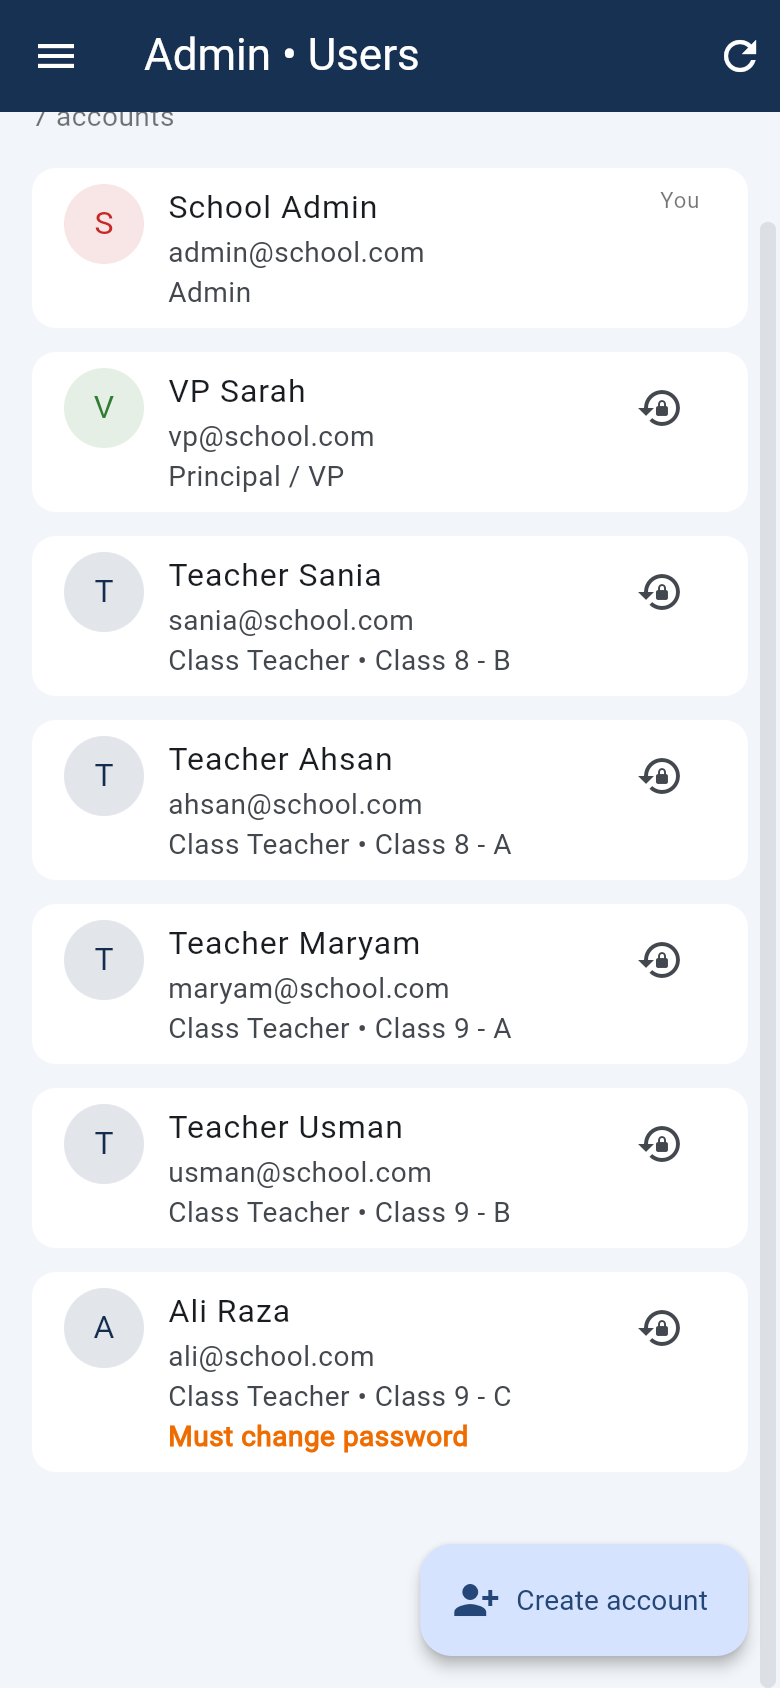 Admin • Users
7 accounts
S
School Admin
You
admin@school.com
Admin
V
VP Sarah
vp@school.com
Principal / VP
T
Teacher Sania
sania@school.com
Class Teacher • Class 8 - B
T
Teacher Ahsan
ahsan@school.com
Class Teacher • Class 8 - A
T
Teacher Maryam
maryam@school.com
Class Teacher • Class 9 - A
T
Teacher Usman
usman@school.com
Class Teacher • Class 9 - B
A
Ali Raza
ali@school.com
Class Teacher • Class 9 - C
Must change password
Create account